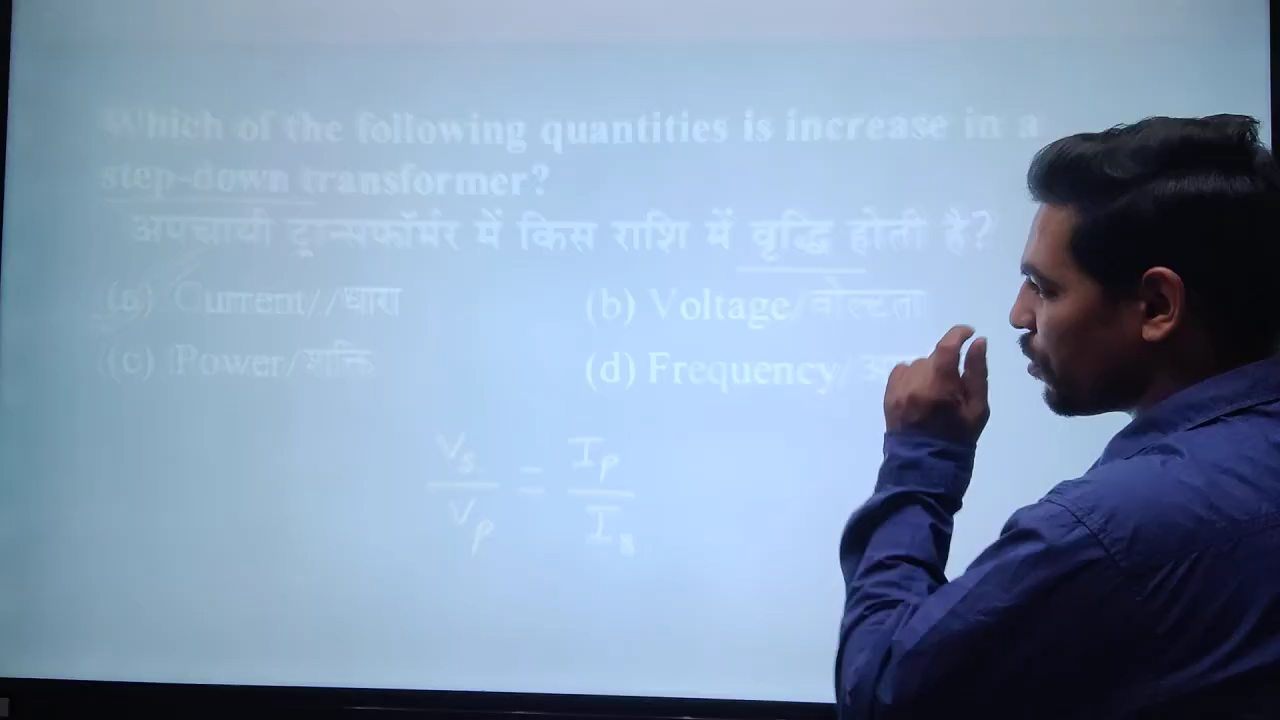 Which of the following quantities is increase in a
step-down transformer?
अपचायी ट्रान्सफॉर्मर में किस राशि में वृद्धि होती है?
(a) Current//धारा
(b) Voltage/वोल्टता
(c) Power/शक्ति
(d) Frequency/
Vs/Vp = Ip/Is